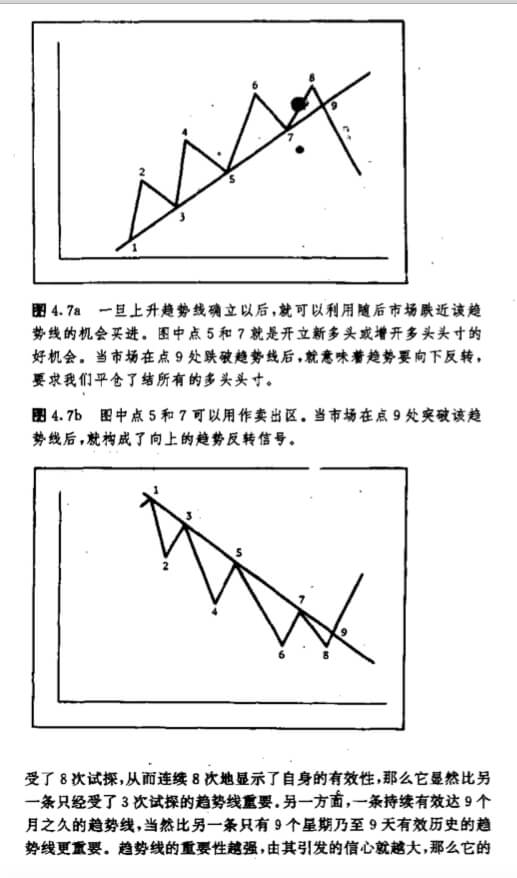 8
6
9
4
7
2
5
3
1
图 4.7a 一旦上升趋势线确立以后,就可以利用随后市场跌近该趋
势线的机会买进。图中点 5 和 7 就是开立新多头或增开多头头寸的
好机会。当市场在点 9 处跌破趋势线后,就意味着趋势要向下反转,
要求我们平仓了结所有的多头头寸。
图 4.7b 图中点 5 和 7 可以用作卖出区。当市场在点 9 处突破该趋
势线后,就构成了向上的趋势反转信号。
1
3
5
2
7
4
9
6
8
受了 8 次试探,从而连续 8 次地显示了自身的有效性,那么它显然比另
一条只经受了 3 次试探的趋势线重要。另一方面,一条持续有效达 9 个
月之久的趋势线,当然比另一条只有 9 个星期乃至 9 天有效历史的趋
势线更重要。趋势线的重要性越强,由其引发的信心就越大,那么它的